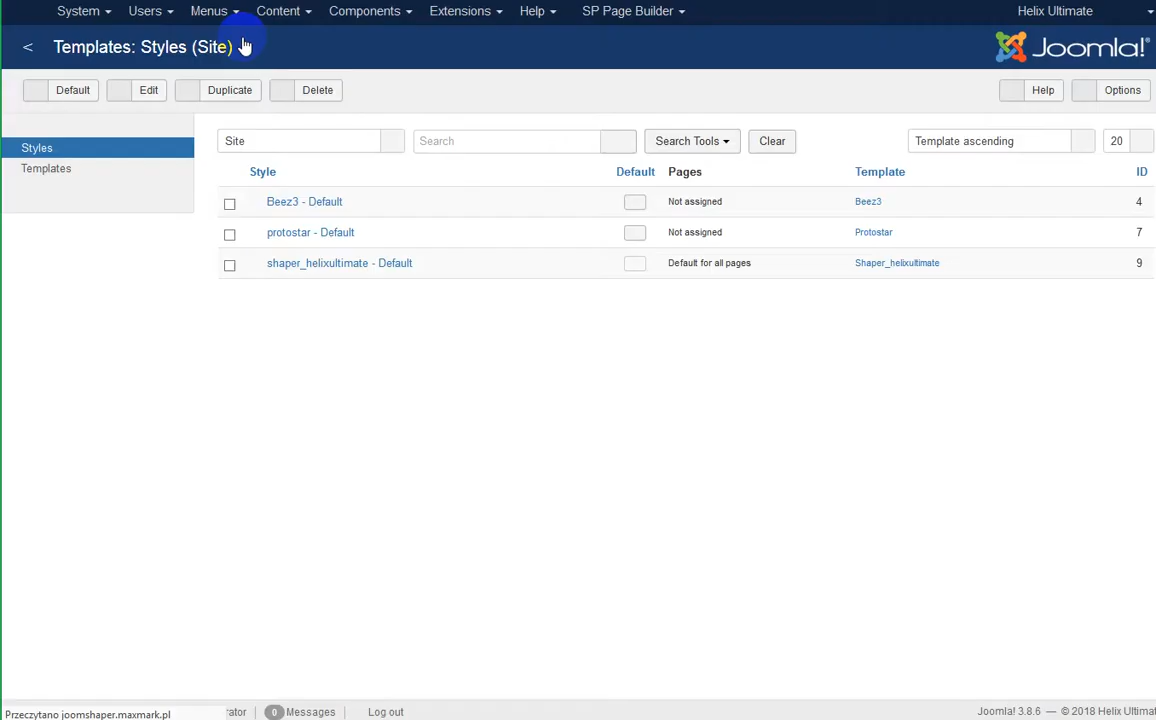 System Users Menus Content Components Extensions Help SP Page Builder Helix Ultimate
< Templates: Styles (Site) Joomla!®
Default Edit Duplicate Delete Help Options
Styles
Templates
Site Search Search Tools Clear Template ascending 20
Style Default Pages Template ID
Beez3 - Default Not assigned Beez3 4
protostar - Default Not assigned Protostar 7
shaper_helixultimate - Default Default for all pages Shaper_helixultimate 9
Przeczytano joomshaper.maxmark.pl rator 0 Messages Log out Joomla! 3.8.6 — © 2018 Helix Ultimat